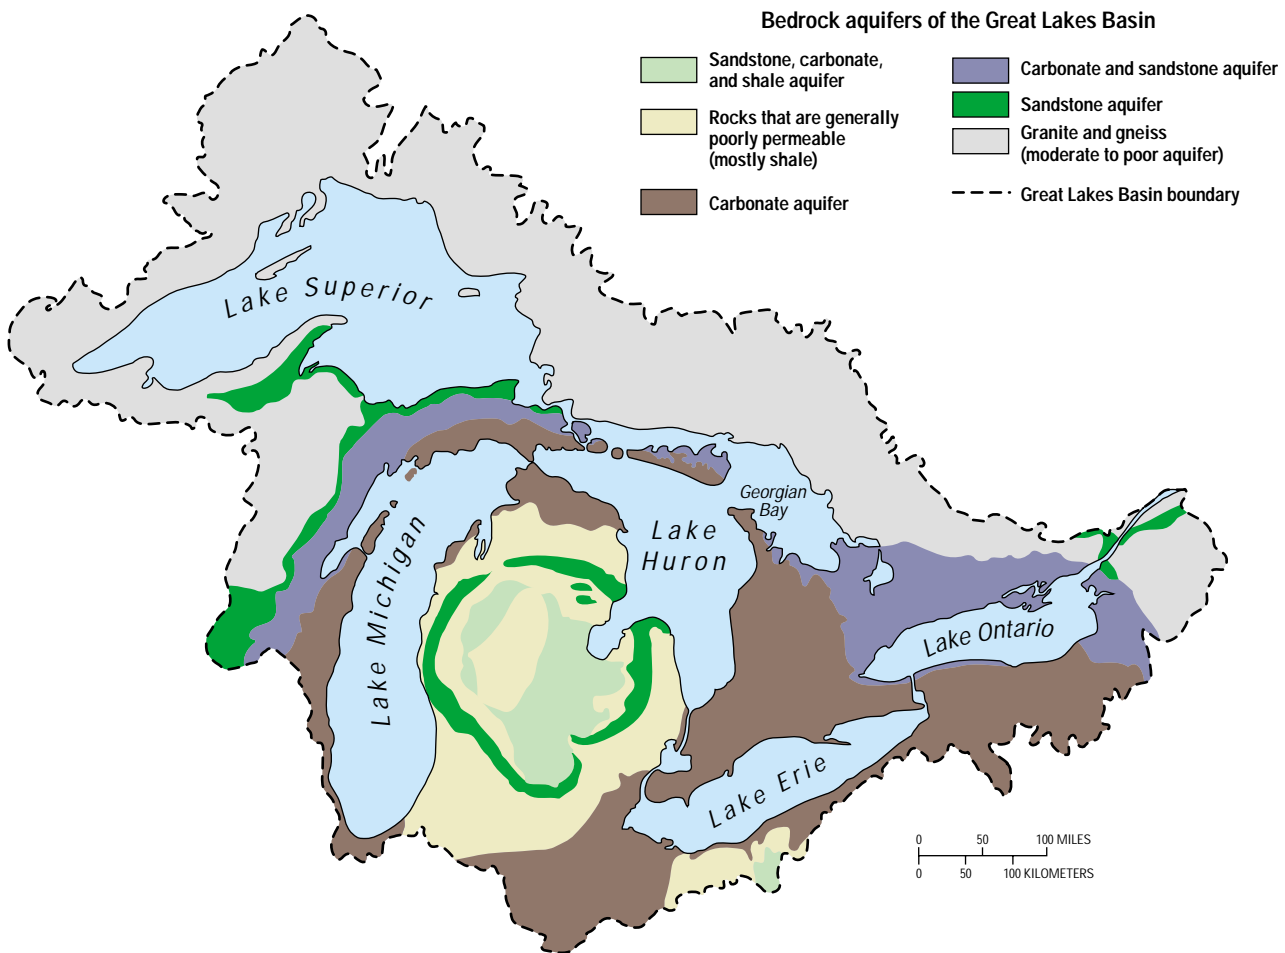 Bedrock aquifers of the Great Lakes Basin
Sandstone, carbonate,
and shale aquifer
Rocks that are generally
poorly permeable
(mostly shale)
Carbonate aquifer
Carbonate and sandstone aquifer
Sandstone aquifer
Granite and gneiss
(moderate to poor aquifer)
Great Lakes Basin boundary
Lake Superior
Georgian
Bay
Lake
Huron
Lake Michigan
Lake Ontario
Lake Erie
0 50 100 MILES
0 50 100 KILOMETERS